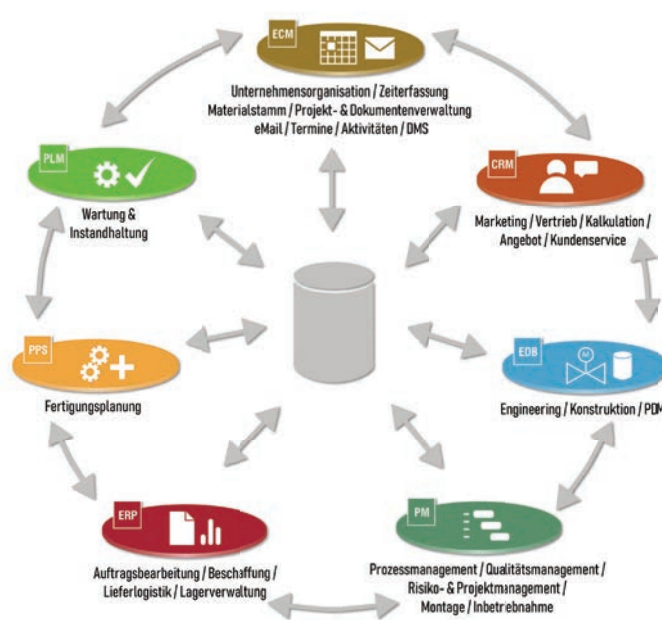 ECM
Unternehmensorganisation / Zeiterfassung
Materialstamm / Projekt- & Dokumentenverwaltung
eMail / Termine / Aktivitäten / DMS
PLM
Wartung &
Instandhaltung
CRM
Marketing / Vertrieb / Kalkulation /
Angebot / Kundenservice
PPS
Fertigungsplanung
EDB
M
Engineering / Konstruktion / PDM
ERP
Auftragsbearbeitung / Beschaffung /
Lieferlogistik / Lagerverwaltung
PM
Prozessmanagement / Qualitätsmanagement /
Risiko- & Projektmanagement /
Montage / Inbetriebnahme